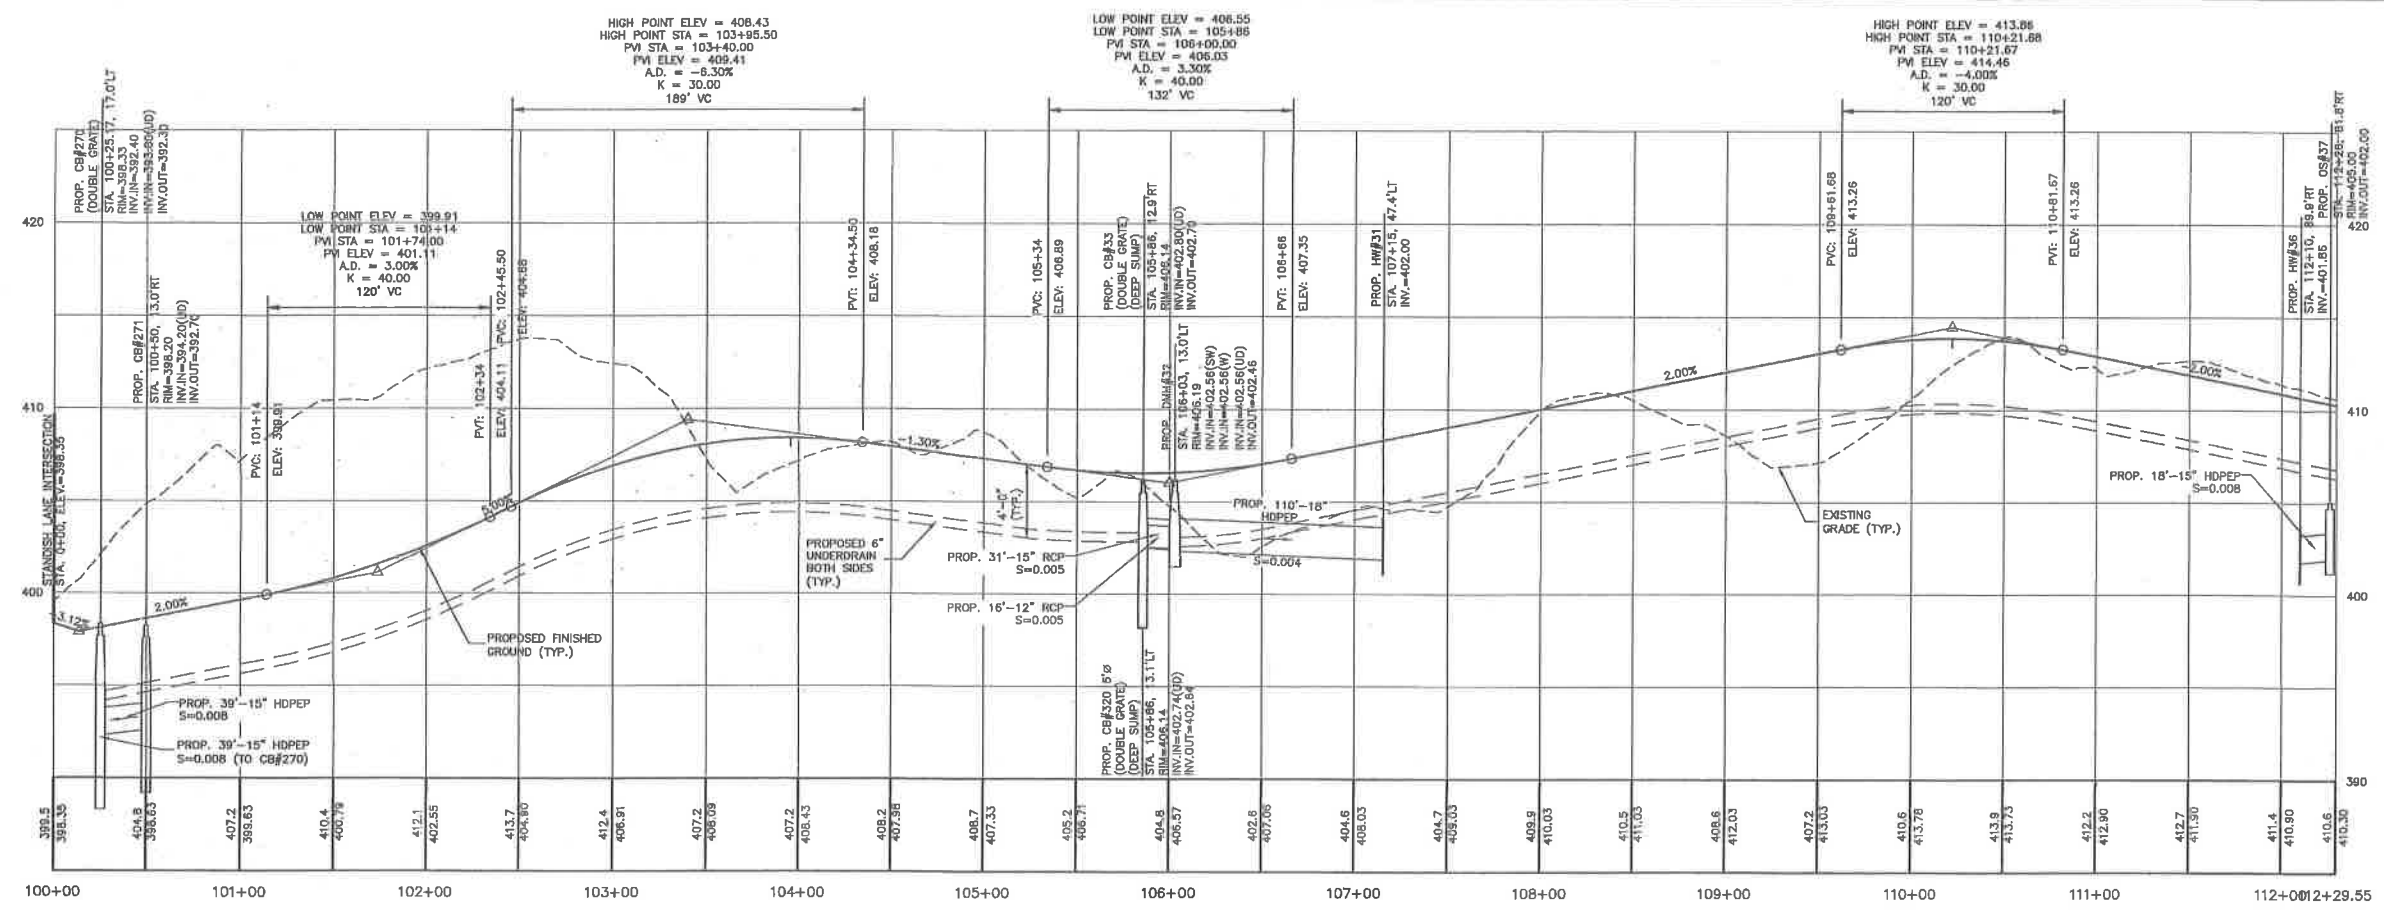 HIGH POINT ELEV = 408.43
HIGH POINT STA = 103+95.50
PVI STA = 103+40.00
PVI ELEV = 409.41
A.D. = -6.30%
K = 30.00
189' VC
LOW POINT ELEV = 406.55
LOW POINT STA = 105+86
PVI STA = 106+00.00
PVI ELEV = 406.03
A.D. = 3.30%
K = 40.00
132' VC
HIGH POINT ELEV = 413.86
HIGH POINT STA = 110+21.68
PVI STA = 110+21.67
PVI ELEV = 414.46
A.D. = -4.00%
K = 30.00
120' VC
PROP. CB#270
(DOUBLE GRATE)
STA. 100+25.17, 17.0'LT
RIM=398.33
INV.IN=392.40
INV.IN=393.80(UD)
INV.OUT=392.30
LOW POINT ELEV = 399.91
LOW POINT STA = 101+14
PVI STA = 101+74.00
PVI ELEV = 401.11
A.D. = 3.00%
K = 40.00
120' VC
PROP. CB#271
STA. 100+50, 13.0'RT
RIM=398.20
INV.IN=394.20(UD)
INV.OUT=392.70
STANDISH LANE INTERSECTION
STA. 0+00, ELEV.=398.35
PVC: 101+14
ELEV: 399.91
PVT: 102+34
ELEV: 404.11
PVC: 102+45.50
ELEV: 404.68
PVT: 104+34.50
ELEV: 408.18
PVC: 105+34
ELEV: 406.89
PROP. CB#33
(DOUBLE GRATE)
(DEEP SUMP)
STA. 105+86, 12.9'RT
RIM=406.14
INV.IN=402.80(UD)
INV.OUT=402.70
PROP. DMH#32
STA. 106+03, 13.0'LT
RIM=406.19
INV.IN=402.56(SW)
INV.IN=402.56(W)
INV.IN=402.56(UD)
INV.OUT=402.46
PVT: 106+66
ELEV: 407.35
PROP. HW#31
STA. 107+15, 47.4'LT
INV.=402.00
PVC: 109+61.68
ELEV: 413.26
PVT: 110+81.67
ELEV: 413.26
PROP. HW#36
STA. 112+10, 89.9'RT
INV.=401.86
PROP. OS#37
STA. 112+26, 81.8'RT
RIM=405.00
INV.OUT=402.00
420
410
400
420
410
400
390
3.12%
2.00%
5.00%
-1.30%
2.00%
-2.00%
4'-0"
(TYP.)
PROPOSED 6"
UNDERDRAIN
BOTH SIDES
(TYP.)
PROP. 31'-15" RCP
S=0.005
PROP. 16'-12" RCP
S=0.005
PROP. 110'-18"
HDPEP
S=0.004
EXISTING
GRADE (TYP.)
PROP. 18'-15" HDPEP
S=0.008
PROPOSED FINISHED
GROUND (TYP.)
PROP. 39'-15" HDPEP
S=0.008
PROP. 39'-15" HDPEP
S=0.008 (TO CB#270)
PROP. CB#320 5'Ø
(DOUBLE GRATE)
(DEEP SUMP)
STA. 105+86, 13.1'LT
RIM=406.14
INV.IN=402.74(UD)
INV.OUT=402.64
399.5
398.35
404.8
398.63
407.2
399.63
410.4
400.79
412.1
402.55
413.7
404.90
412.4
406.91
407.2
408.09
407.2
408.43
408.2
407.98
408.7
407.33
405.2
406.71
404.8
406.57
402.6
407.06
404.6
408.03
404.7
409.03
409.9
410.03
410.5
411.03
408.6
412.03
407.2
413.03
410.6
413.78
413.9
413.73
412.2
412.90
412.7
411.90
411.4
410.90
410.6
410.30
100+00
101+00
102+00
103+00
104+00
105+00
106+00
107+00
108+00
109+00
110+00
111+00
112+00
112+29.55